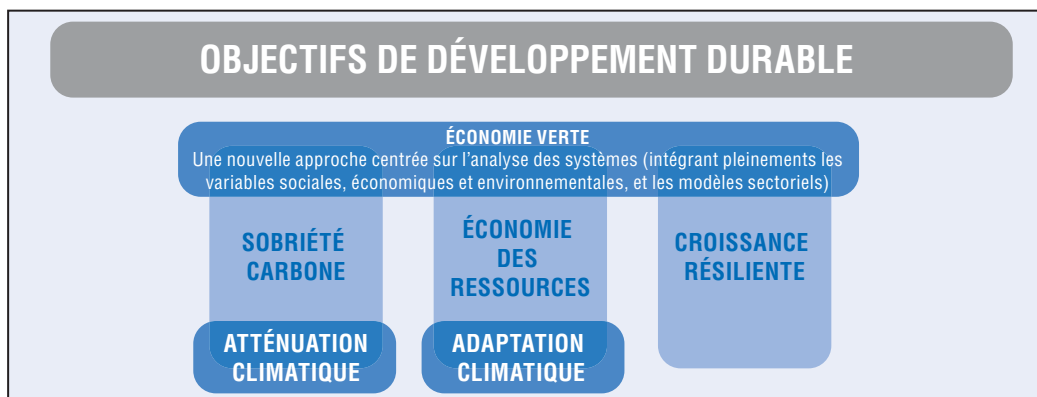 OBJECTIFS DE DÉVELOPPEMENT DURABLE
ÉCONOMIE VERTE
Une nouvelle approche centrée sur l'analyse des systèmes (intégrant pleinements les
variables sociales, économiques et environnementales, et les modèles sectoriels)
SOBRIÉTÉ
CARBONE
ÉCONOMIE
DES
RESSOURCES
CROISSANCE
RÉSILIENTE
ATTÉNUATION
CLIMATIQUE
ADAPTATION
CLIMATIQUE